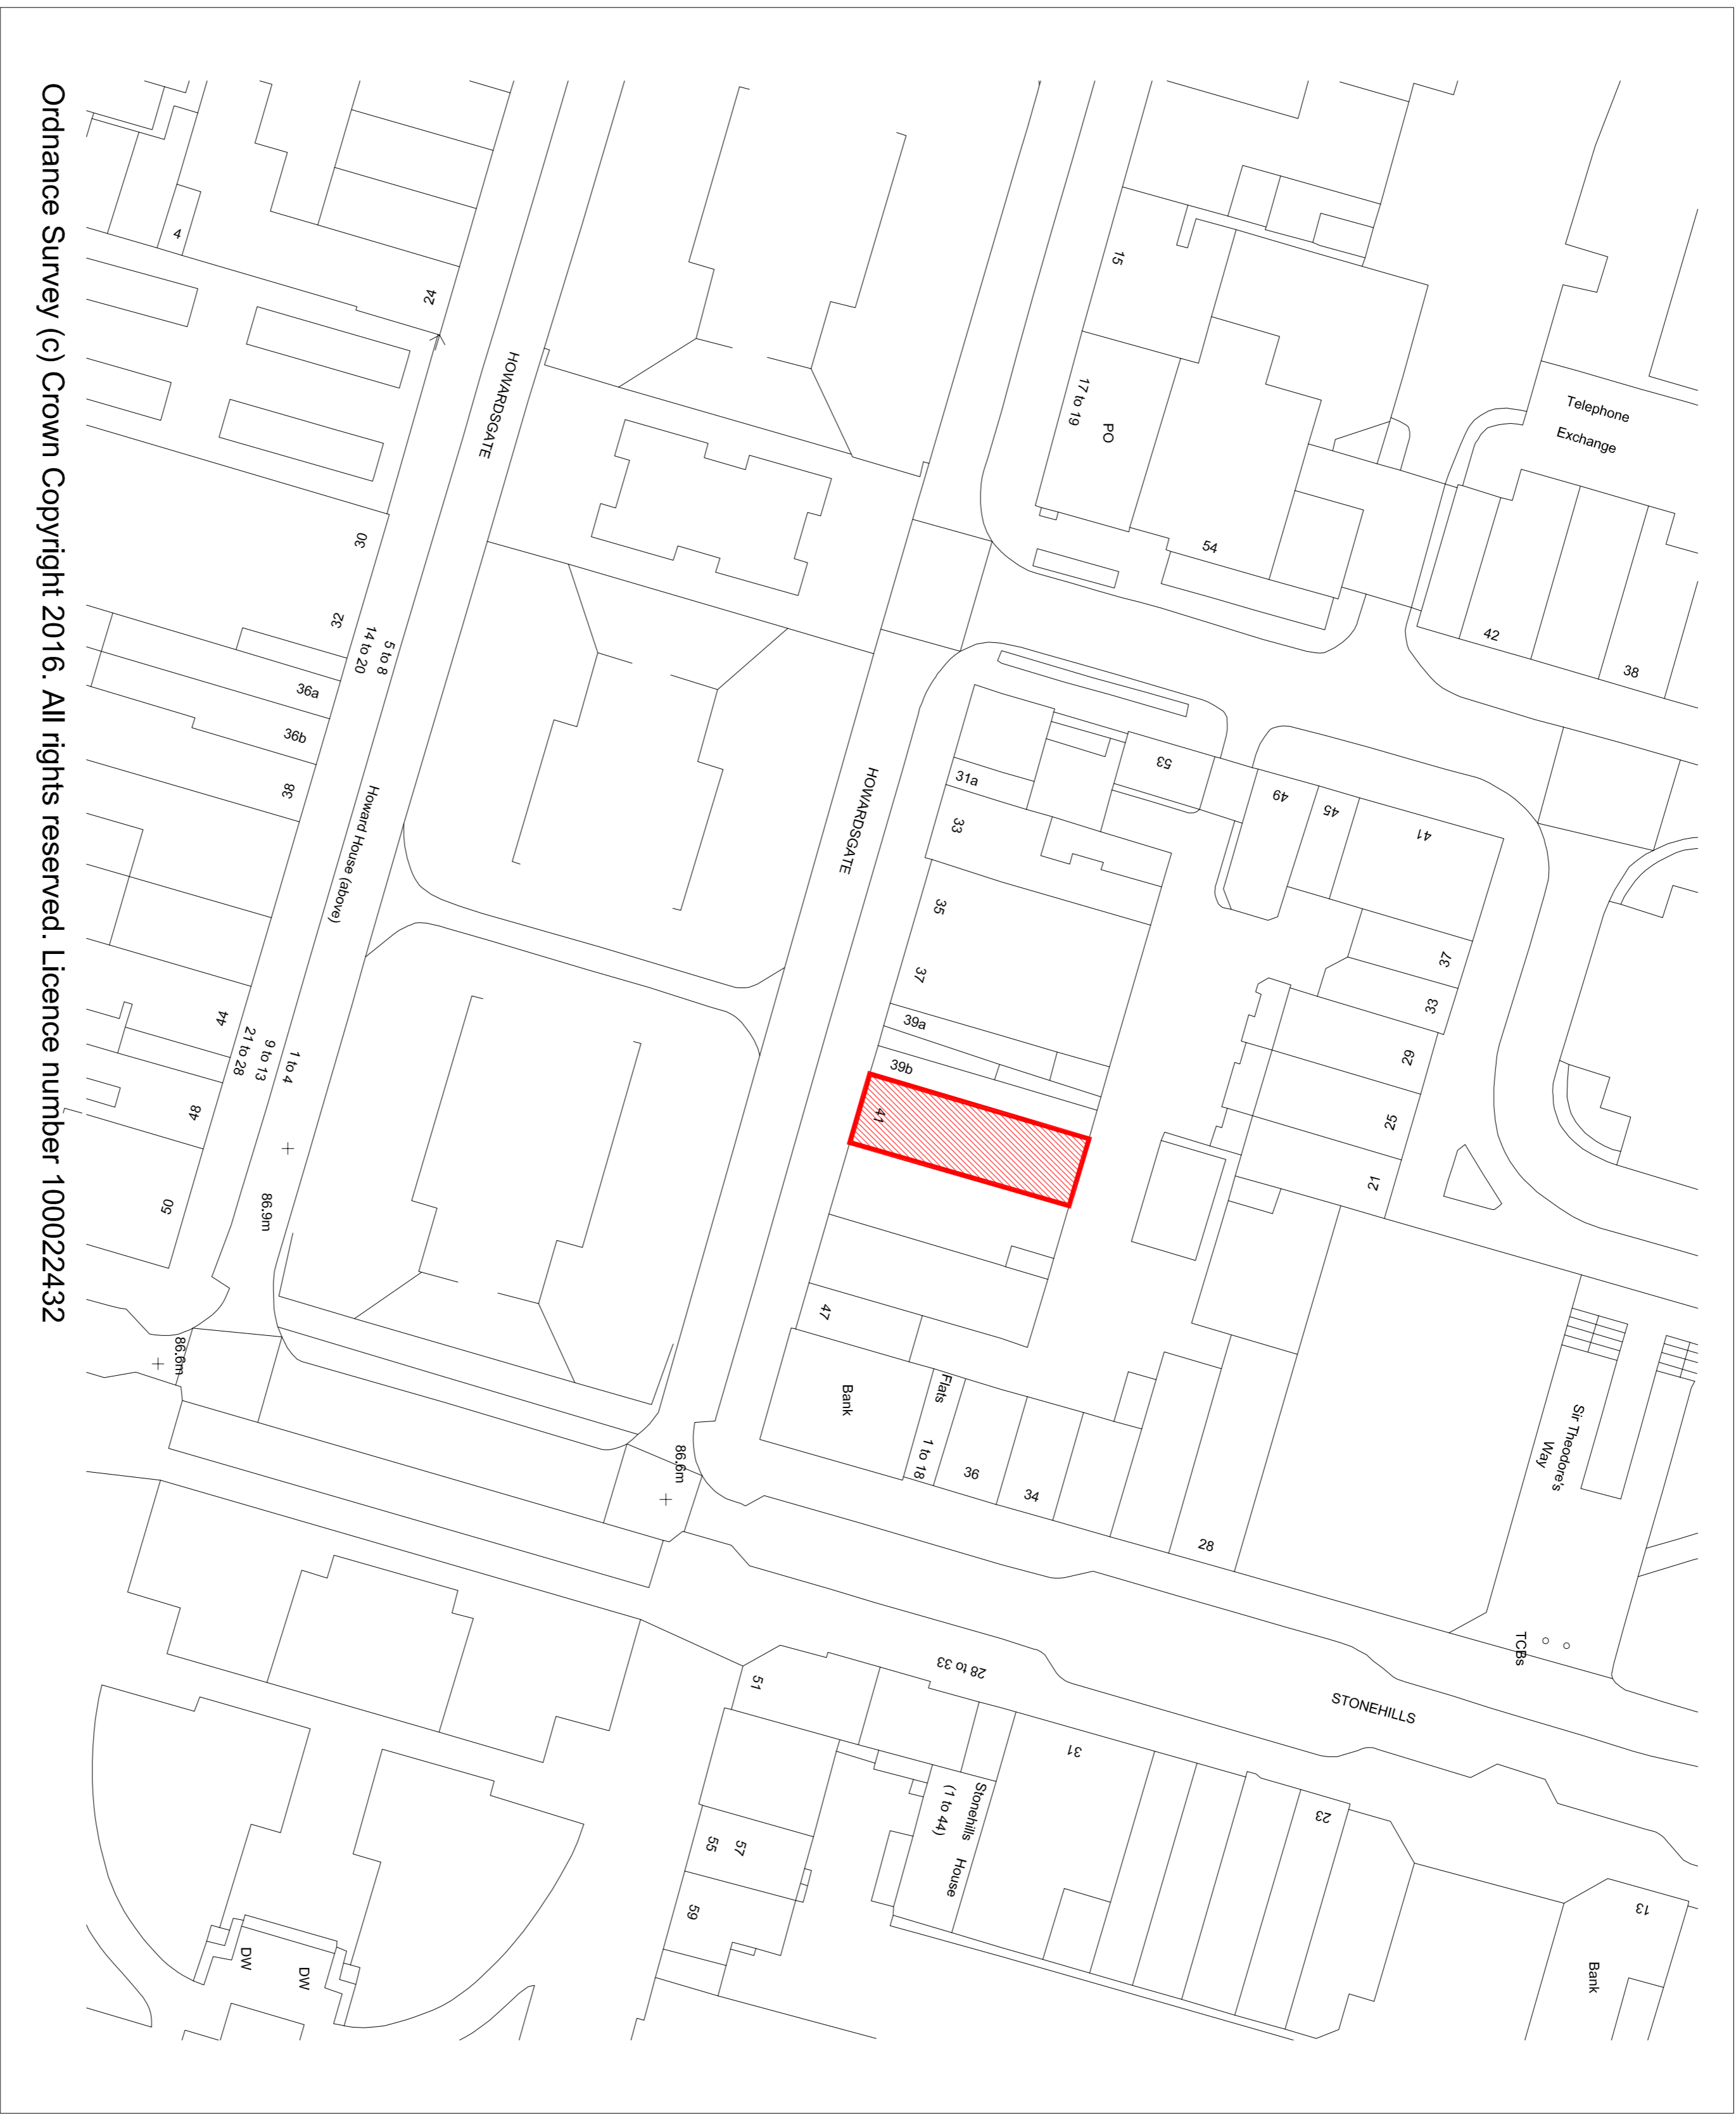 Ordnance Survey (c) Crown Copyright 2016. All rights reserved. Licence number 100022432
Telephone
Exchange
15
17 to 19
PO
54
42
38
4
24
HOWARDSGATE
30
32
5 to 8
14 to 20
36a
36b
38
Howard House (above)
44
1 to 4
9 to 13
21 to 28
48
50
86.9m
86.6m
HOWARDSGATE
31a
33
35
37
39a
39b
41
47
Bank
Flats
1 to 18
36
34
28
86.6m
53
49
45
41
37
33
29
25
21
Sir Theodore's
Way
TCBs
STONEHILLS
28 to 33
51
31
Stonehills House
(1 to 44)
23
13
Bank
57
55
59
DW
DW